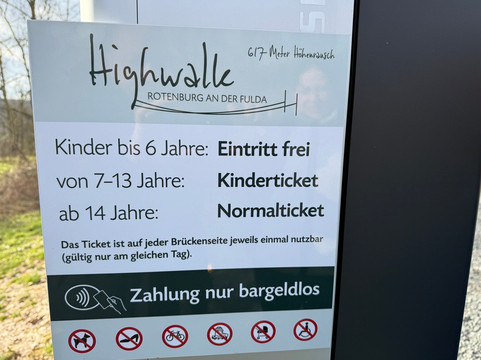 Highwalk
617 Meter Höhenrausch
ROTENBURG AN DER FULDA
Kinder bis 6 Jahre: Eintritt frei
von 7–13 Jahre: Kinderticket
ab 14 Jahre: Normalticket
Das Ticket ist auf jeder Brückenseite jeweils einmal nutzbar
(gültig nur am gleichen Tag).
Zahlung nur bargeldlos